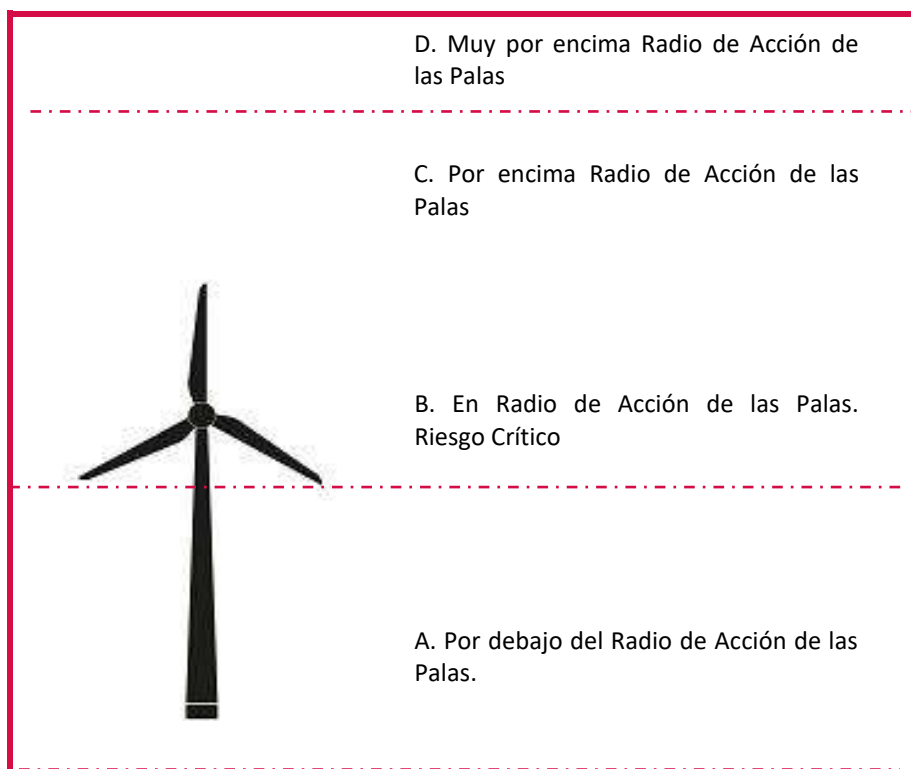 D. Muy por encima Radio de Acción de
las Palas
C. Por encima Radio de Acción de las
Palas
B. En Radio de Acción de las Palas.
Riesgo Crítico
A. Por debajo del Radio de Acción de las
Palas.